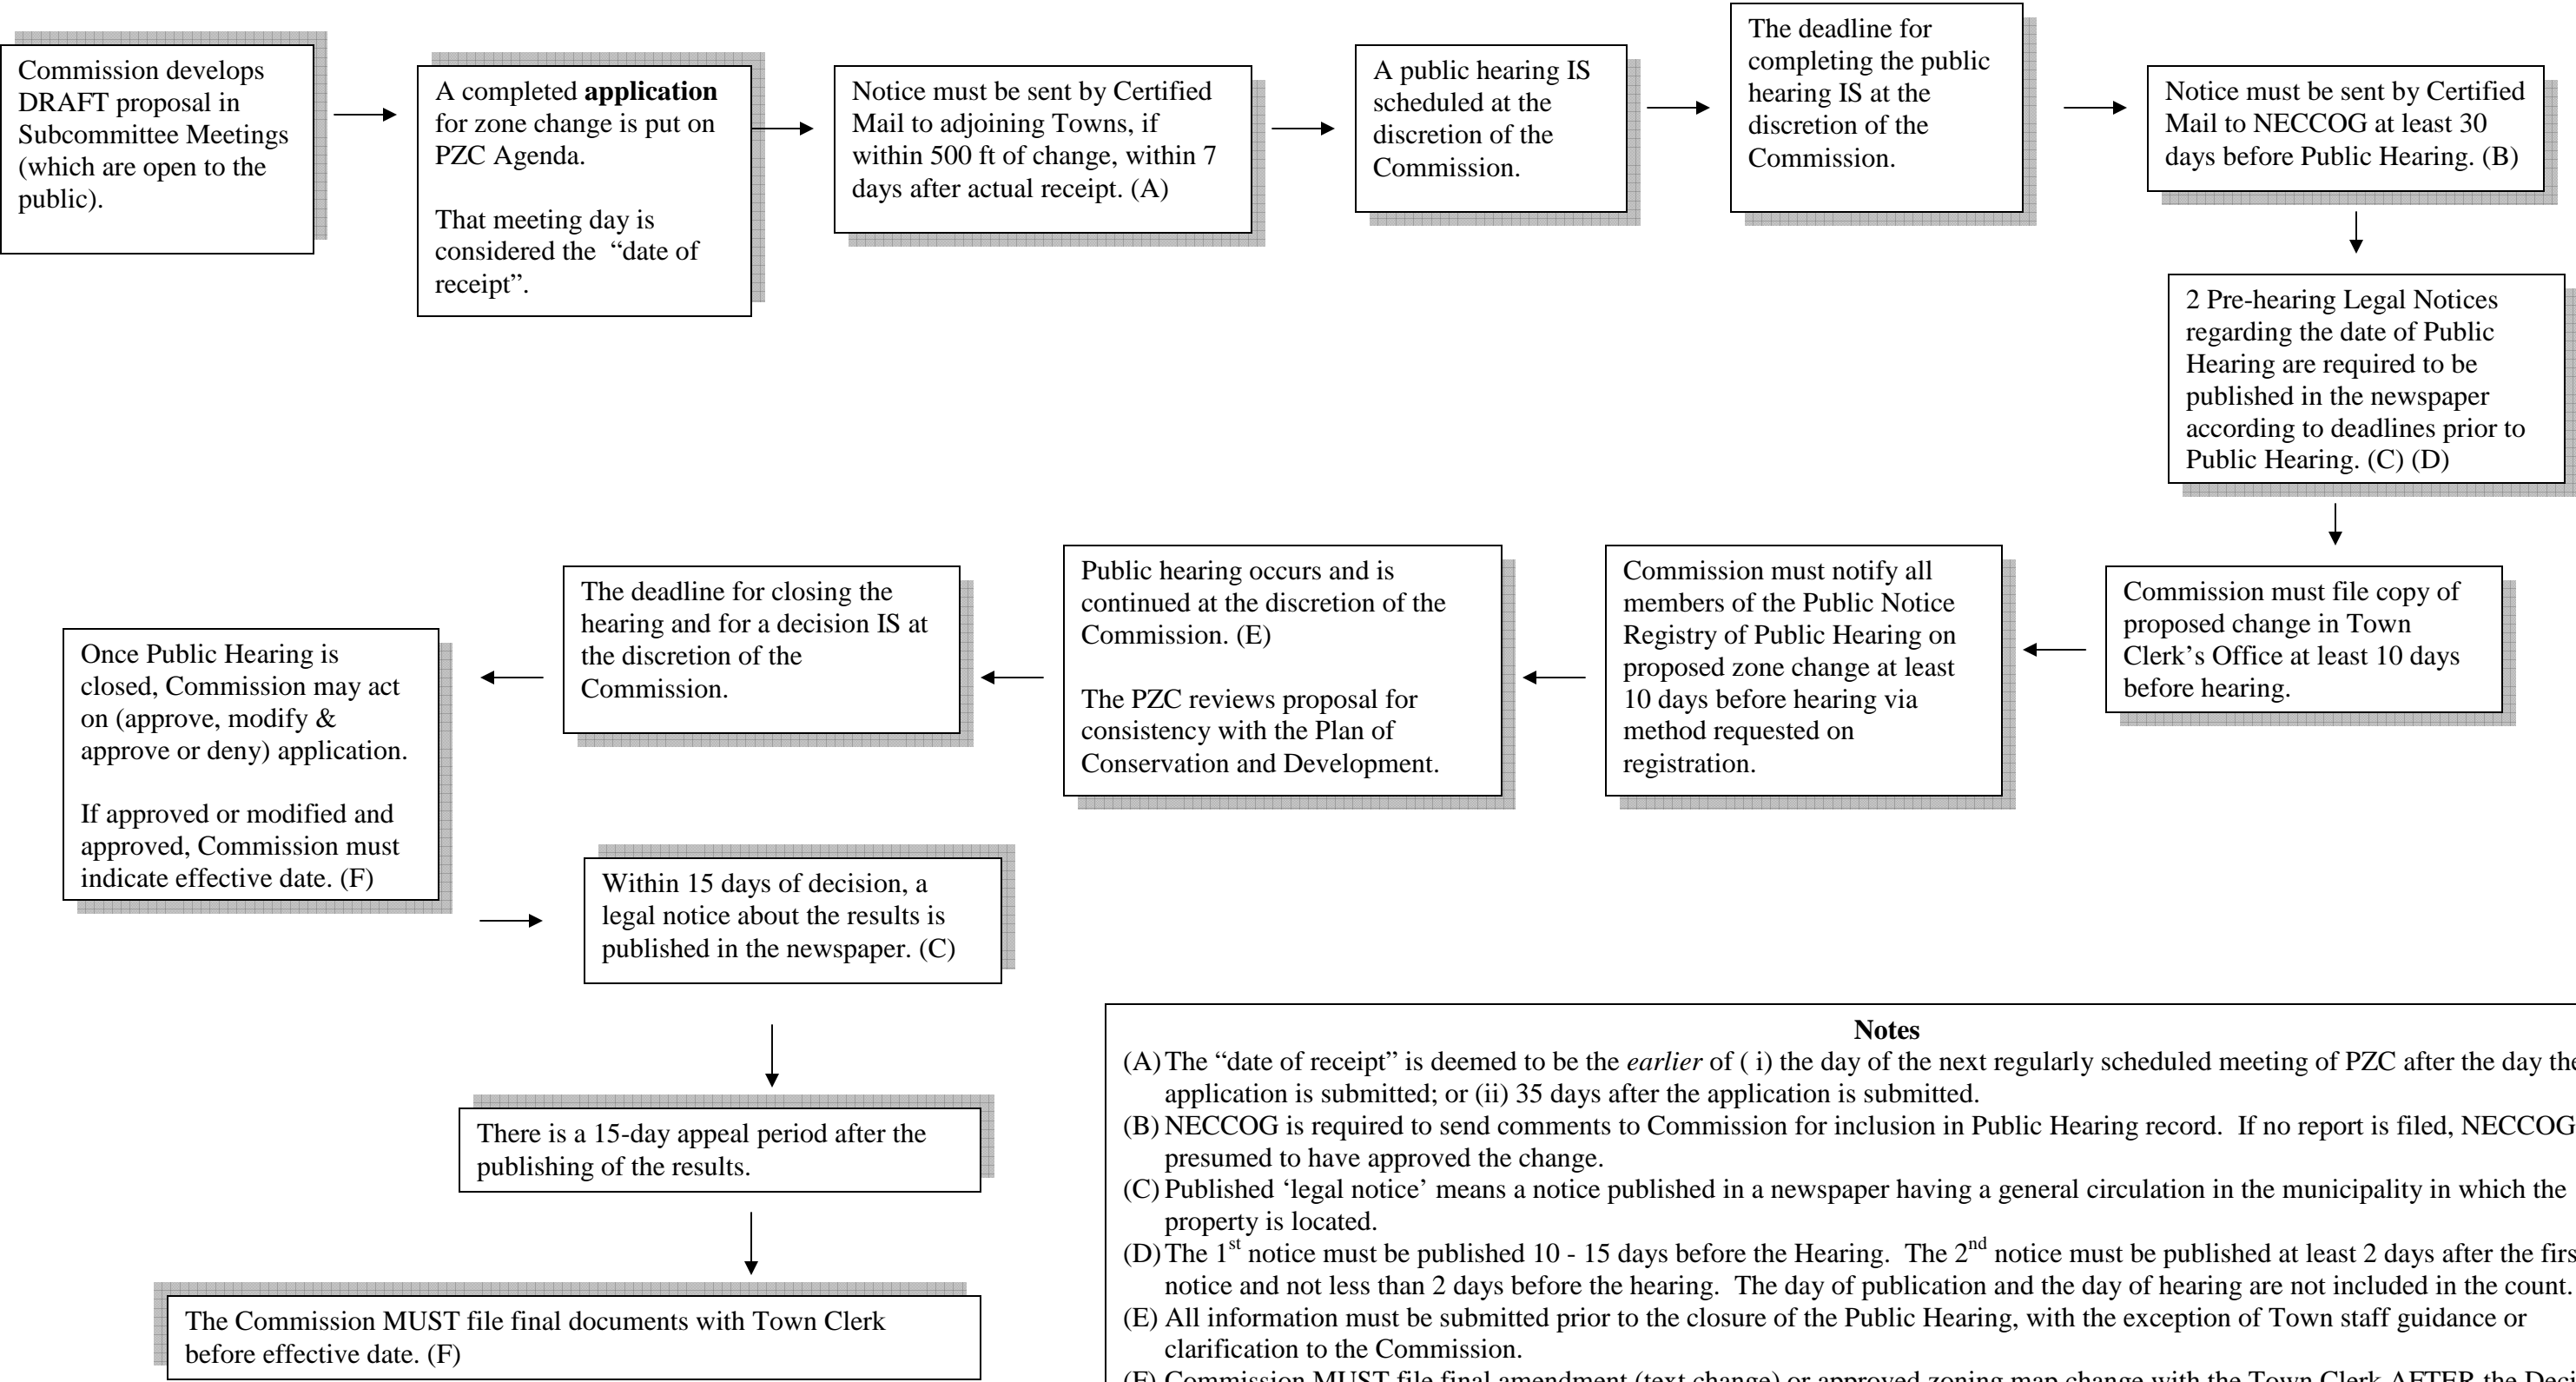 Commission develops
DRAFT proposal in
Subcommittee Meetings
(which are open to the
public).
A completed application
for zone change is put on
PZC Agenda.
That meeting day is
considered the “date of
receipt”.
Notice must be sent by Certified
Mail to adjoining Towns, if
within 500 ft of change, within 7
days after actual receipt. (A)
A public hearing IS
scheduled at the
discretion of the
Commission.
The deadline for
completing the public
hearing IS at the
discretion of the
Commission.
Notice must be sent by Certified
Mail to NECCOG at least 30
days before Public Hearing. (B)
2 Pre-hearing Legal Notices
regarding the date of Public
Hearing are required to be
published in the newspaper
according to deadlines prior to
Public Hearing. (C) (D)
Commission must file copy of
proposed change in Town
Clerk’s Office at least 10 days
before hearing.
Commission must notify all
members of the Public Notice
Registry of Public Hearing on
proposed zone change at least
10 days before hearing via
method requested on
registration.
Public hearing occurs and is
continued at the discretion of the
Commission. (E)
The PZC reviews proposal for
consistency with the Plan of
Conservation and Development.
The deadline for closing the
hearing and for a decision IS at
the discretion of the
Commission.
Once Public Hearing is
closed, Commission may act
on (approve, modify &
approve or deny) application.
If approved or modified and
approved, Commission must
indicate effective date. (F)
Within 15 days of decision, a
legal notice about the results is
published in the newspaper. (C)
There is a 15-day appeal period after the
publishing of the results.
The Commission MUST file final documents with Town Clerk
before effective date. (F)
Notes
(A) The “date of receipt” is deemed to be the earlier of ( i) the day of the next regularly scheduled meeting of PZC after the day the
application is submitted; or (ii) 35 days after the application is submitted.
(B) NECCOG is required to send comments to Commission for inclusion in Public Hearing record. If no report is filed, NECCOG
presumed to have approved the change.
(C) Published ‘legal notice’ means a notice published in a newspaper having a general circulation in the municipality in which the
property is located.
(D) The 1st notice must be published 10 - 15 days before the Hearing. The 2nd notice must be published at least 2 days after the firs
notice and not less than 2 days before the hearing. The day of publication and the day of hearing are not included in the count.
(E) All information must be submitted prior to the closure of the Public Hearing, with the exception of Town staff guidance or
clarification to the Commission.
(F) Commission MUST file final amendment (text change) or approved zoning map change with the Town Clerk AFTER the Deci